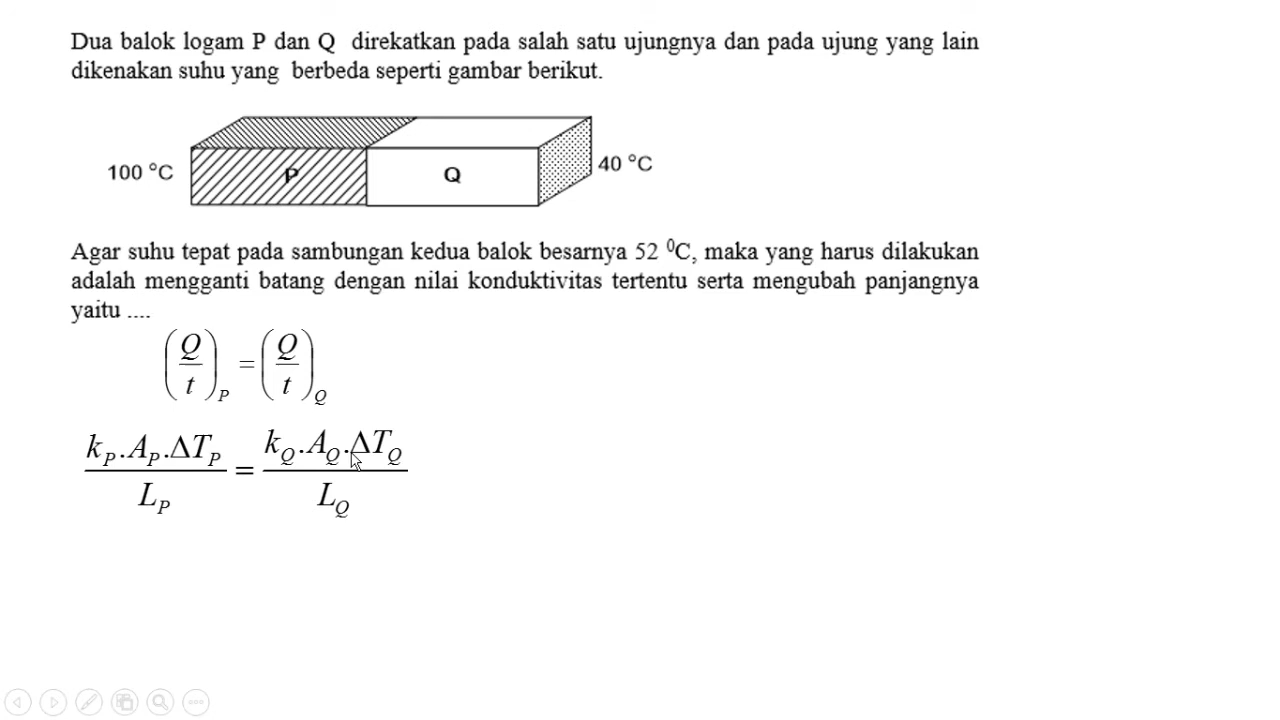 Dua balok logam P dan Q direkatkan pada salah satu ujungnya dan pada ujung yang lain
dikenakan suhu yang berbeda seperti gambar berikut.
100 °C
P
Q
40 °C
Agar suhu tepat pada sambungan kedua balok besarnya 52 ⁰C, maka yang harus dilakukan
adalah mengganti batang dengan nilai konduktivitas tertentu serta mengubah panjangnya
yaitu ....
(Q/t)_P = (Q/t)_Q
k_P.A_P.ΔT_P / L_P = k_Q.A_Q.ΔT_Q / L_Q